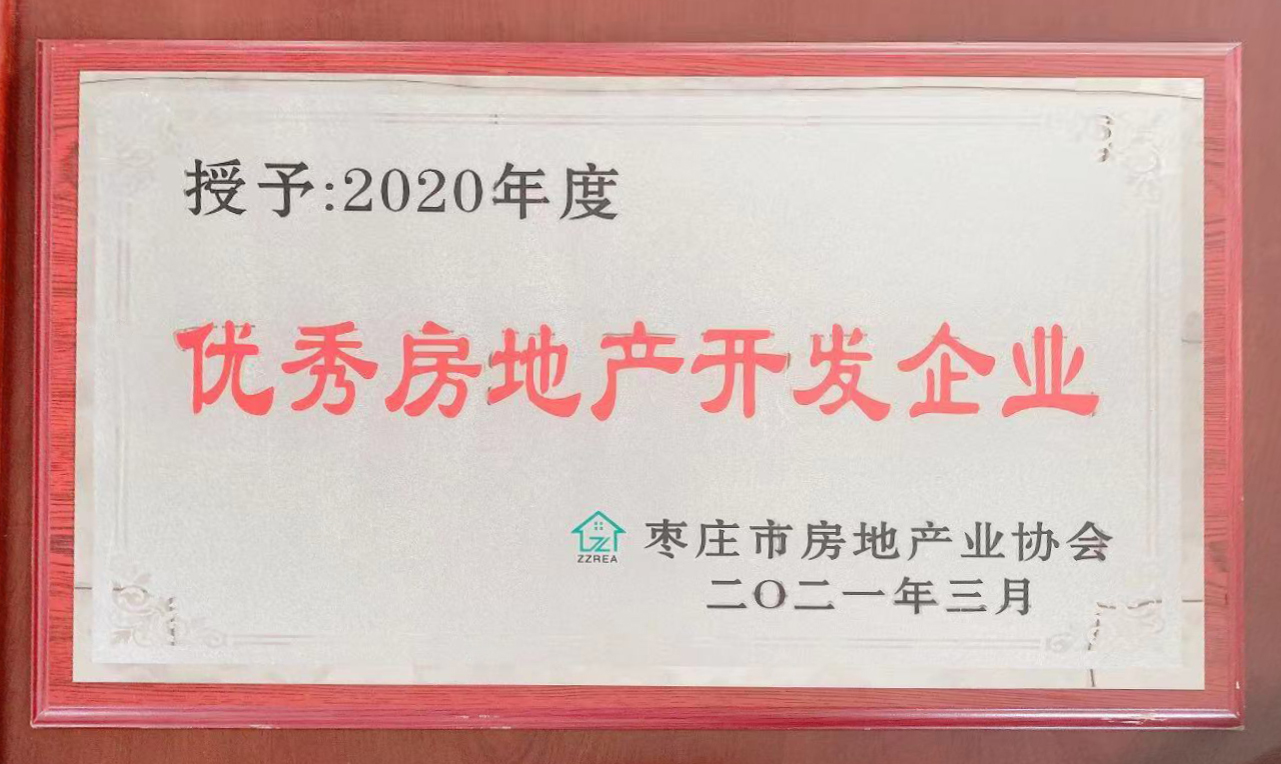 授予:2020年度
优秀房地产开发企业
ZZREA
枣庄市房地产业协会
二〇二一年三月